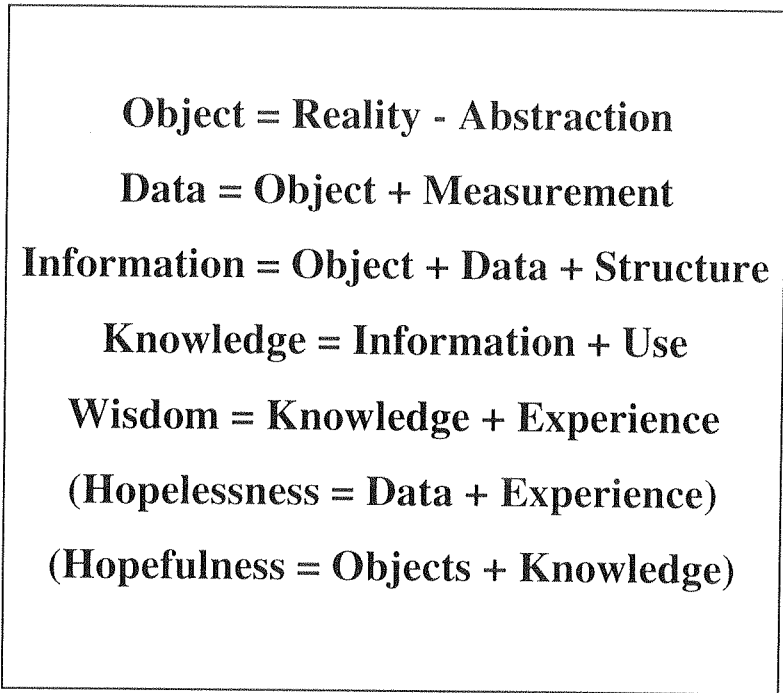 Object = Reality - Abstraction
Data = Object + Measurement
Information = Object + Data + Structure
Knowledge = Information + Use
Wisdom = Knowledge + Experience
(Hopelessness = Data + Experience)
(Hopefulness = Objects + Knowledge)